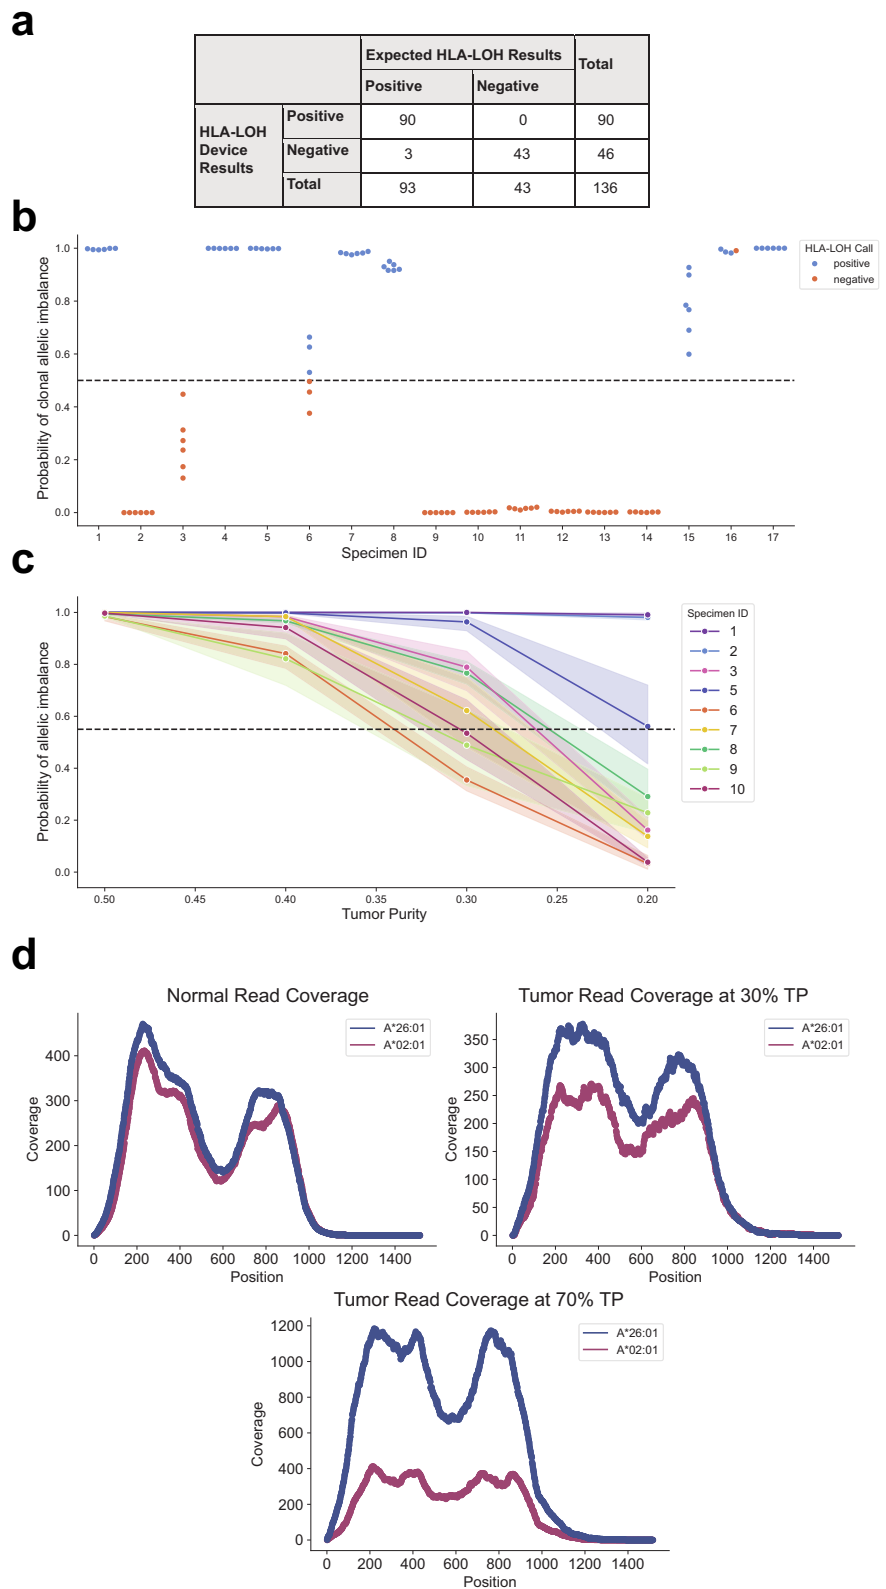 a
Expected HLA-LOH Results
Total
Positive
Negative
HLA-LOH
Device
Results
Positive
90
0
90
Negative
3
43
46
Total
93
43
136
b
Probability of clonal allelic imbalance
1.0
0.8
0.6
0.4
0.2
0.0
1 2 3 4 5 6 7 8 9 10 11 12 13 14 15 16 17
Specimen ID
HLA-LOH Call
positive
negative
c
Probability of allelic imbalance
1.0
0.8
0.6
0.4
0.2
0.0
0.50 0.45 0.40 0.35 0.30 0.25 0.20
Tumor Purity
Specimen ID
1
2
3
5
6
7
8
9
10
d
Normal Read Coverage
A*26:01
A*02:01
Coverage
400
300
200
100
0
0 200 400 600 800 1000 1200 1400
Position
Tumor Read Coverage at 30% TP
A*26:01
A*02:01
Coverage
350
300
250
200
150
100
50
0
0 200 400 600 800 1000 1200 1400
Position
Tumor Read Coverage at 70% TP
A*26:01
A*02:01
Coverage
1200
1000
800
600
400
200
0
0 200 400 600 800 1000 1200 1400
Position